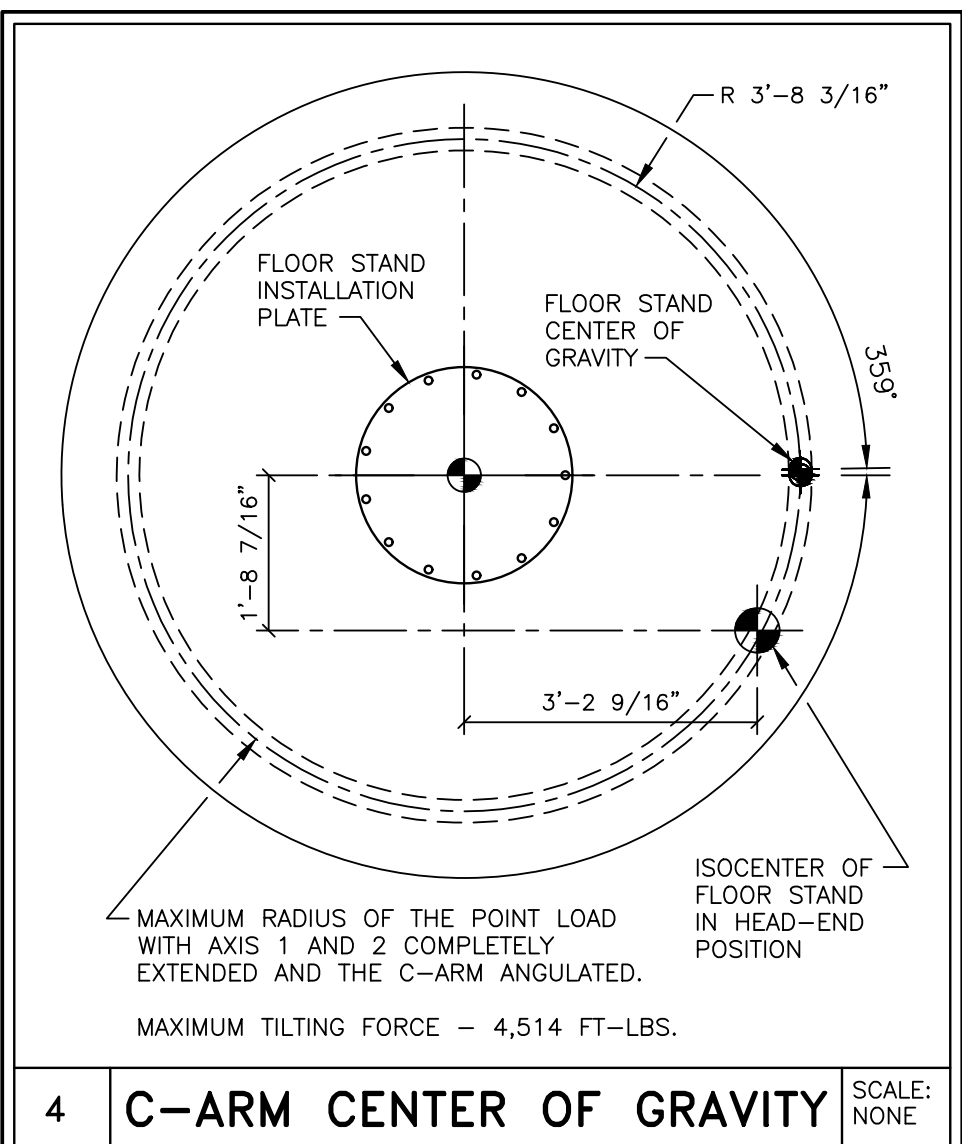 R 3'-8 3/16"
FLOOR STAND
INSTALLATION
PLATE
FLOOR STAND
CENTER OF
GRAVITY
359°
1'-8 7/16"
3'-2 9/16"
ISOCENTER OF
FLOOR STAND
IN HEAD-END
POSITION
MAXIMUM RADIUS OF THE POINT LOAD
WITH AXIS 1 AND 2 COMPLETELY
EXTENDED AND THE C-ARM ANGULATED.
MAXIMUM TILTING FORCE – 4,514 FT-LBS.
4
C-ARM CENTER OF GRAVITY
SCALE:
NONE